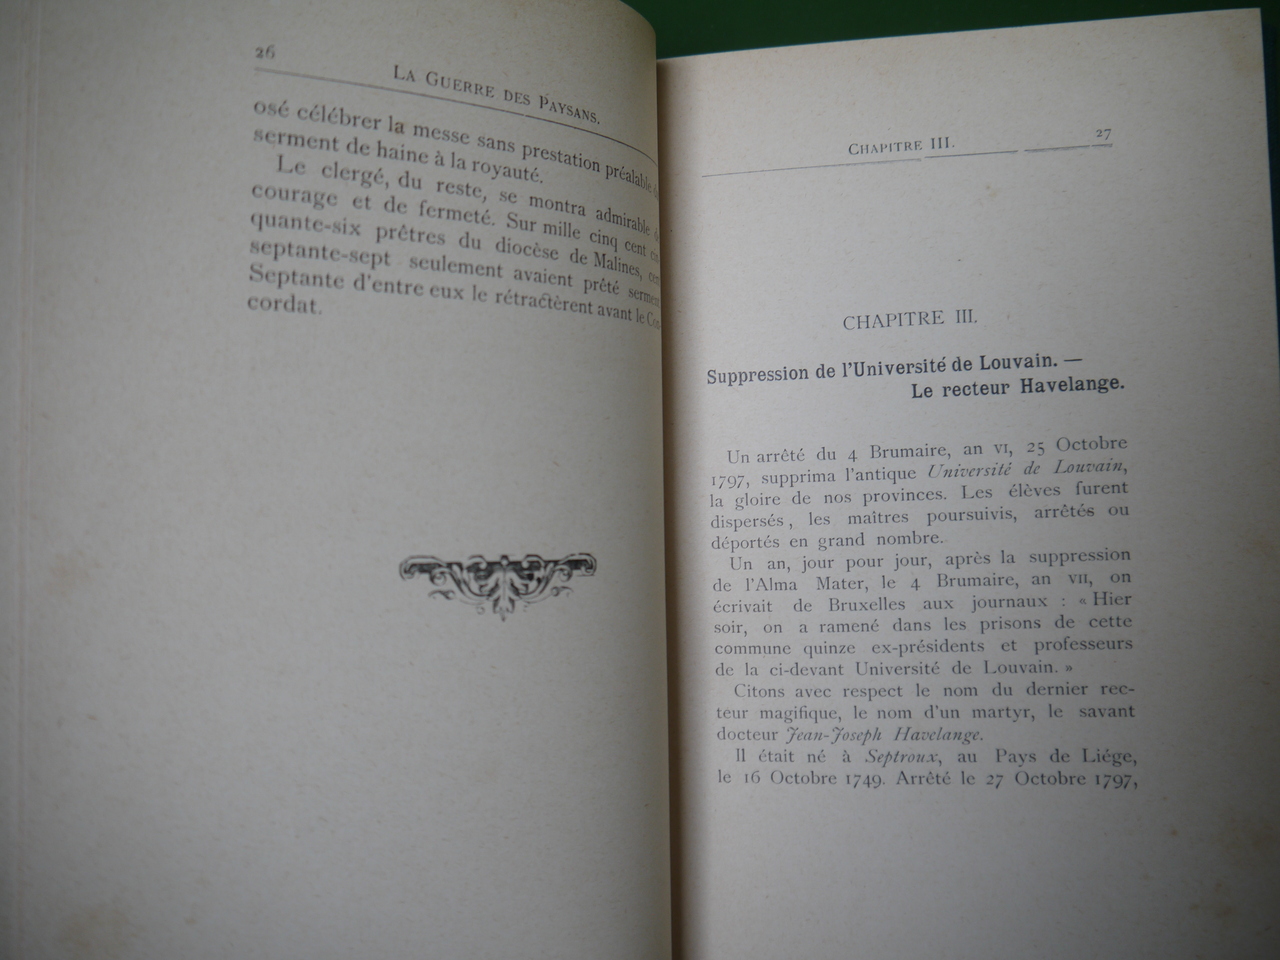 26
La Guerre des Paysans.
osé célébrer la messe sans prestation préalable
serment de haine à la royauté.
Le clergé, du reste, se montra admirable
courage et de fermeté. Sur mille cinq cent
quante-six prêtres du diocèse de Malines,
septante-sept seulement avaient prêté
Septante d'entre eux le rétractèrent avant le
cordat.
Chapitre III.
27
CHAPITRE III.
Suppression de l'Université de Louvain. —
Le recteur Havelange.
Un arrêté du 4 Brumaire, an VI, 25 Octobre
1797, supprima l'antique Université de Louvain,
la gloire de nos provinces. Les élèves furent
dispersés, les maîtres poursuivis, arrêtés ou
déportés en grand nombre.
Un an, jour pour jour, après la suppression
de l'Alma Mater, le 4 Brumaire, an VII, on
écrivait de Bruxelles aux journaux : « Hier
soir, on a ramené dans les prisons de cette
commune quinze ex-présidents et professeurs
de la ci-devant Université de Louvain. »
Citons avec respect le nom du dernier rec-
teur magifique, le nom d'un martyr, le savant
docteur Jean-Joseph Havelange.
Il était né à Septroux, au Pays de Liége,
le 16 Octobre 1749. Arrêté le 27 Octobre 1797,